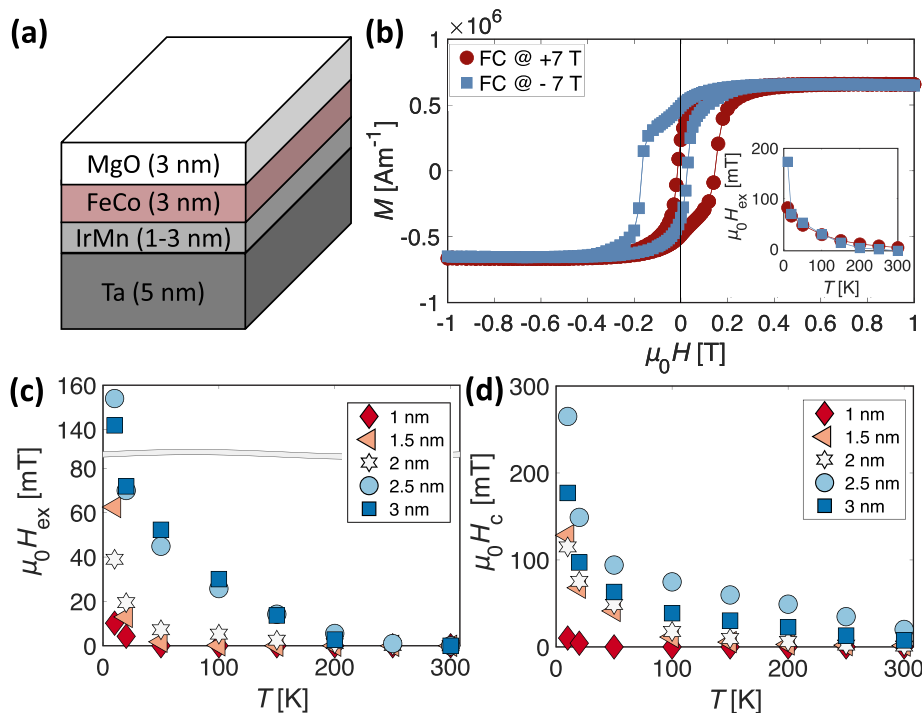 (a)
MgO (3 nm)
FeCo (3 nm)
IrMn (1-3 nm)
Ta (5 nm)
(b)
×10⁶
1
0.5
0
-0.5
-1
M [Am⁻¹]
FC @ +7 T
FC @ - 7 T
-1 -0.8 -0.6 -0.4 -0.2 0 0.2 0.4 0.6 0.8 1
μ₀H [T]
200
100
0
μ₀Hₑₓ [mT]
0 100 200 300
T [K]
(c)
160
140
80
60
40
20
0
μ₀Hₑₓ [mT]
1 nm
1.5 nm
2 nm
2.5 nm
3 nm
0 100 200 300
T [K]
(d)
300
200
100
0
μ₀H_c [mT]
1 nm
1.5 nm
2 nm
2.5 nm
3 nm
0 100 200 300
T [K]